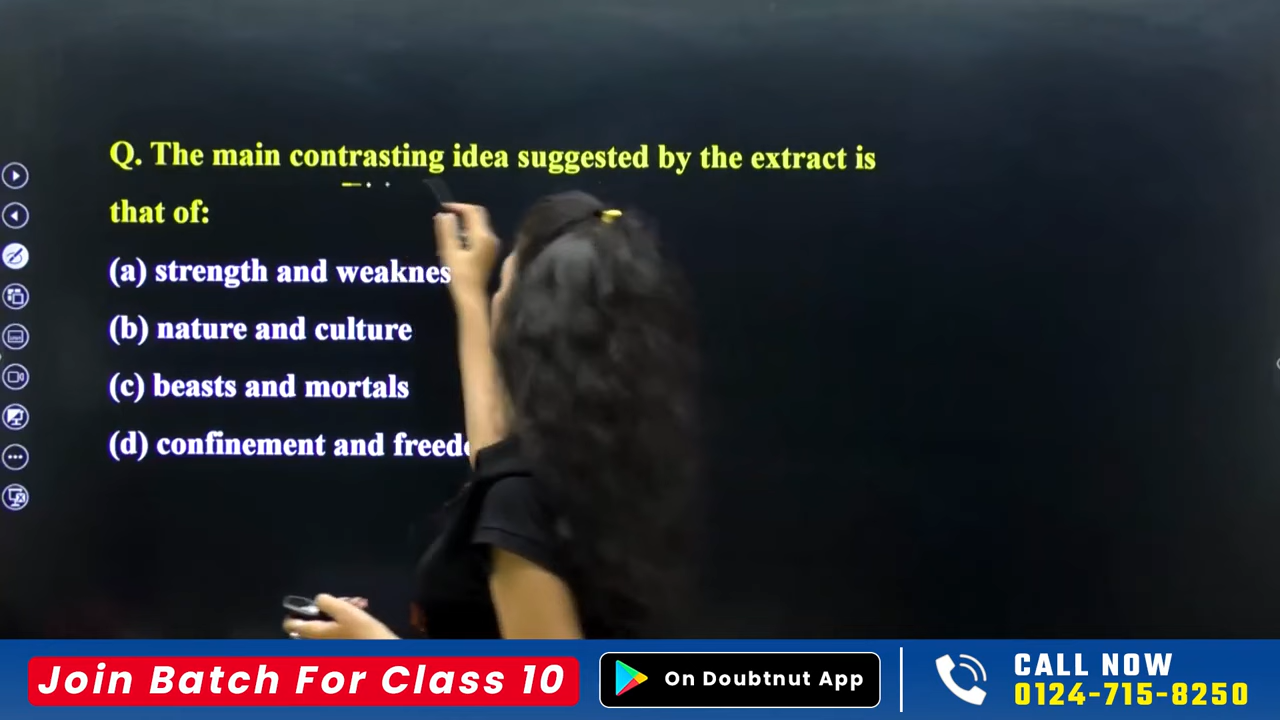 Q. The main contrasting idea suggested by the extract is
that of:
(a) strength and weaknes
(b) nature and culture
(c) beasts and mortals
(d) confinement and freed
Join Batch For Class 10
On Doubtnut App
CALL NOW
0124-715-8250